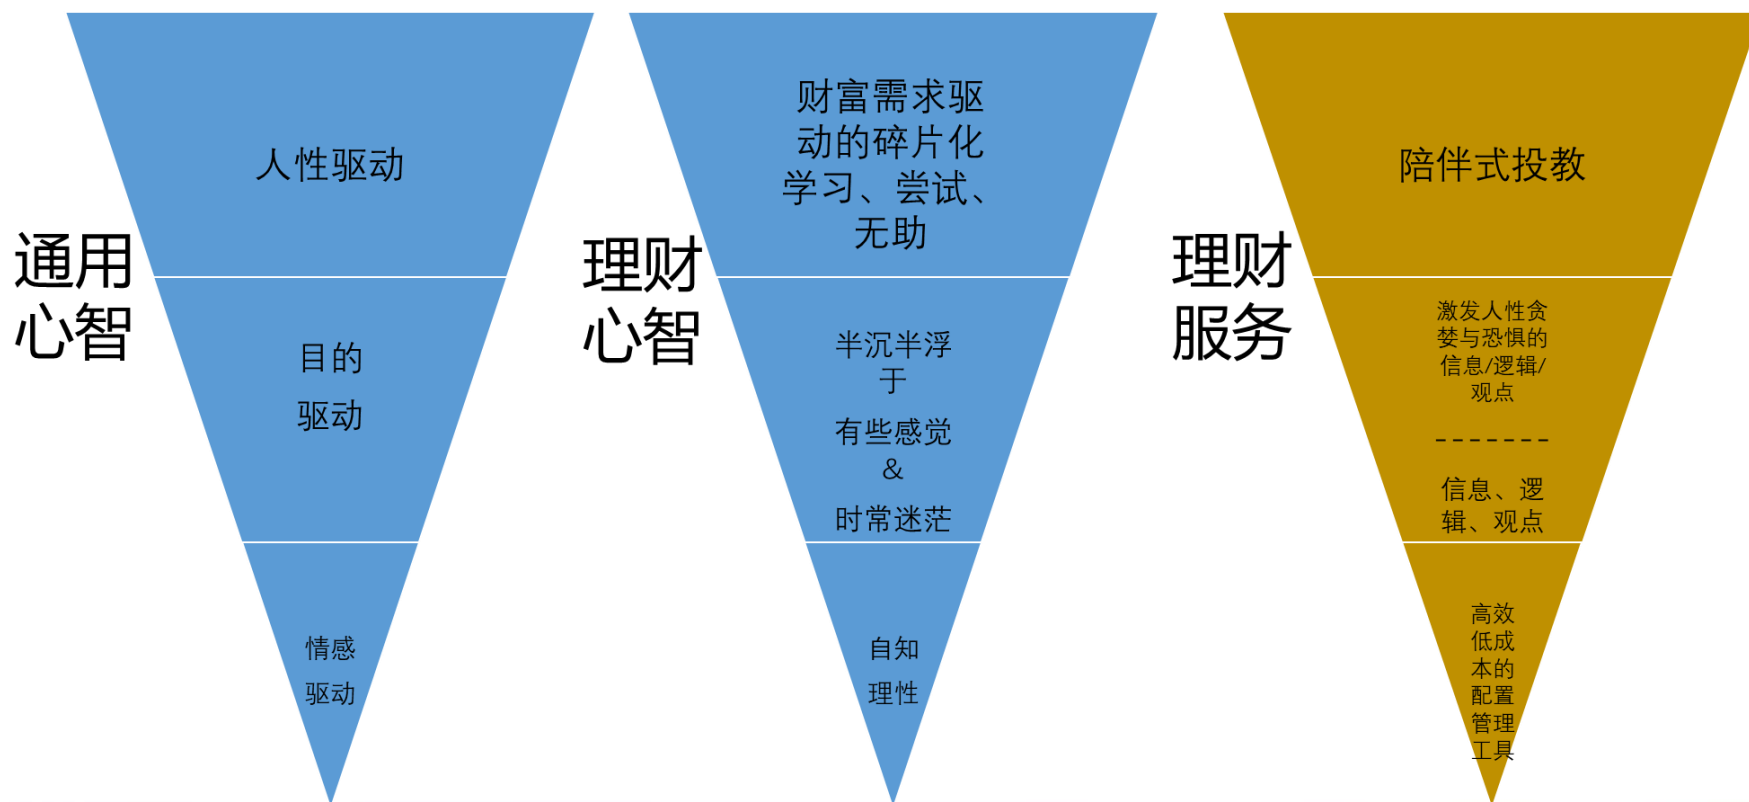 通用
心智
人性驱动
目的
驱动
情感
驱动
理财
心智
财富需求驱
动的碎片化
学习、尝试、
无助
半沉半浮
于
有些感觉
&
时常迷茫
自知
理性
理财
服务
陪伴式投教
激发人性贪
婪与恐惧的
信息/逻辑/
观点
-------
信息、逻
辑、观点
高效
低成
本的
配置
管理
工具